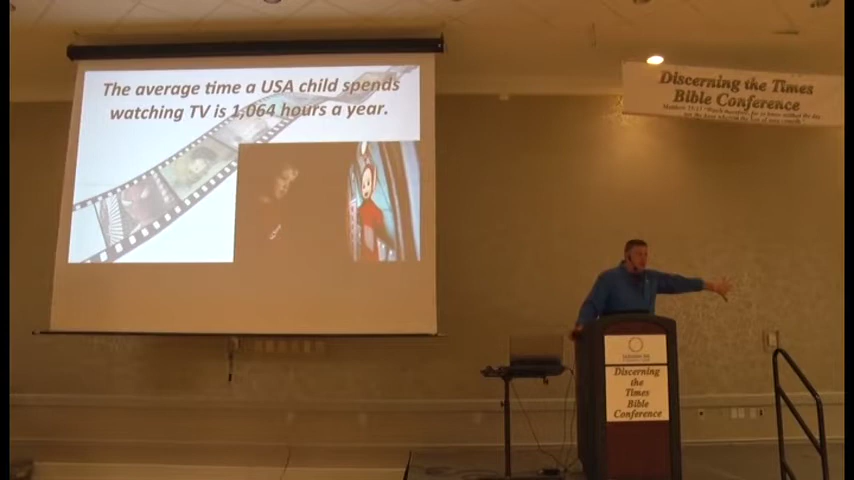 The average time a USA child spends
watching TV is 1,064 hours a year.
Discerning the Times
Bible Conference
Discerning
the
Times
Bible
Conference